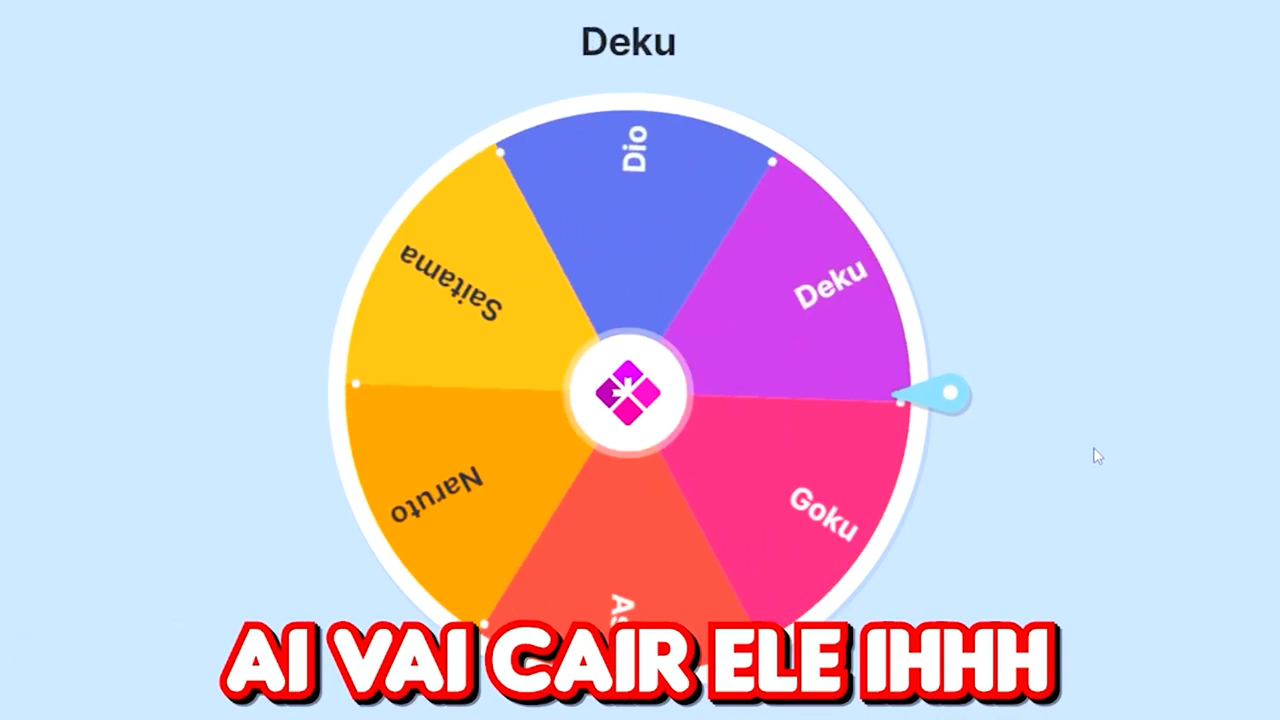 Deku
Dio
Deku
Saitama
Naruto
Goku
AI VAI CAIR ELE IHHH